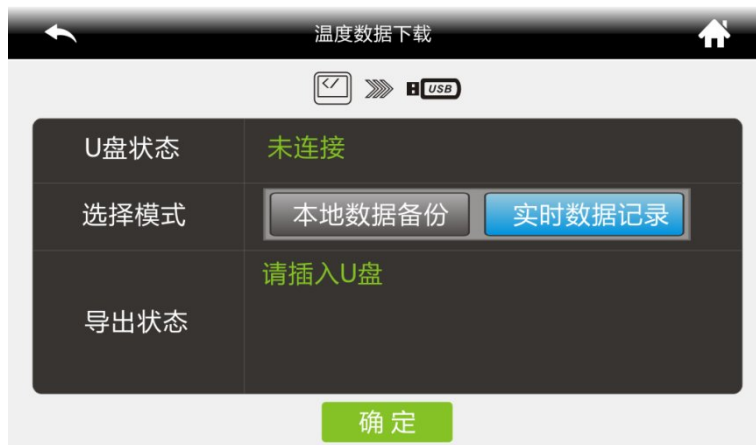 温度数据下载
USB
U盘状态
未连接
选择模式
本地数据备份
实时数据记录
导出状态
请插入U盘
确定